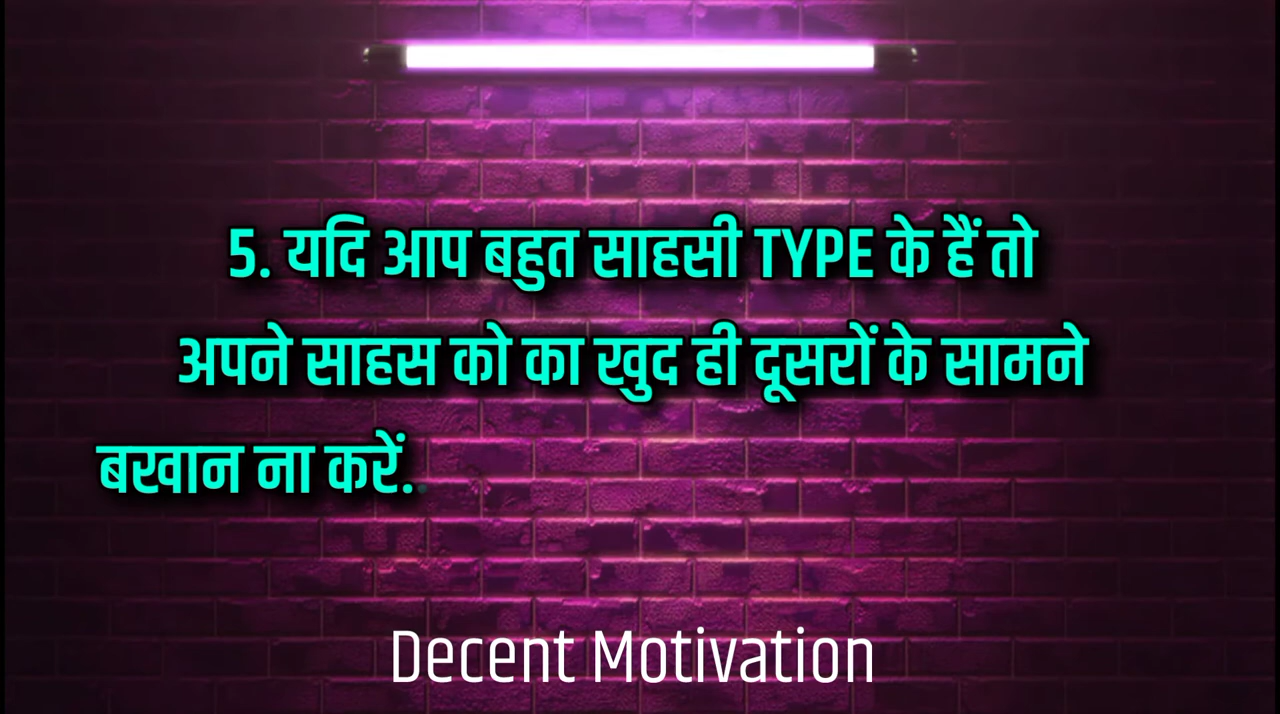 5. यदि आप बहुत साहसी TYPE के हैं तो
अपने साहस को का खुद ही दूसरों के सामने
बखान ना करें..
Decent Motivation